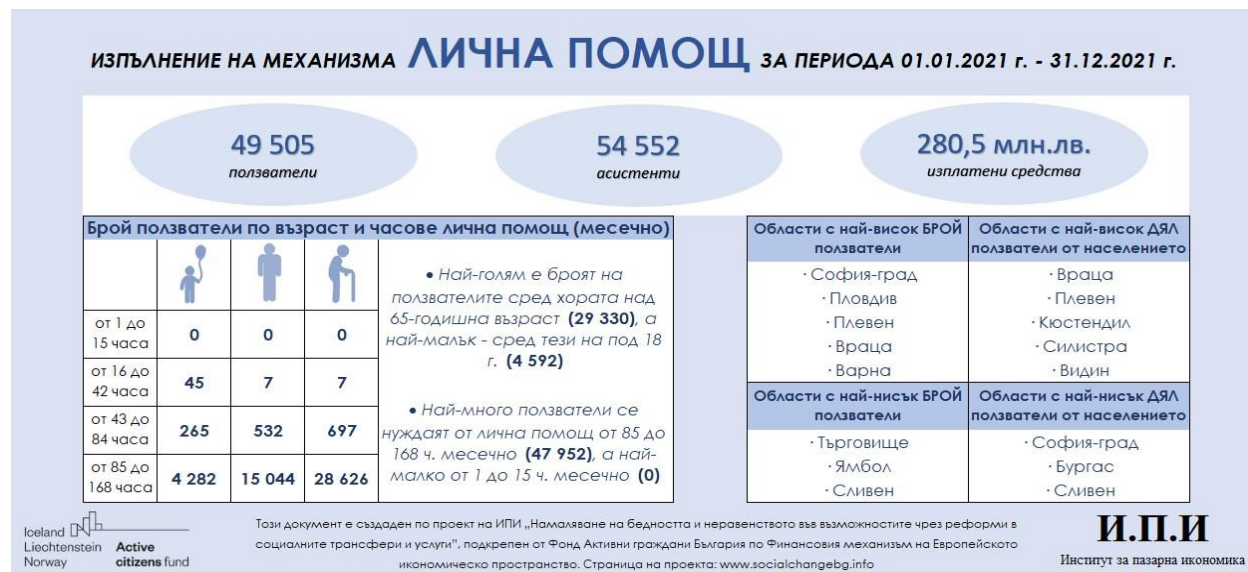 ИЗПЪЛНЕНИЕ НА МЕХАНИЗМА ЛИЧНА ПОМОЩ ЗА ПЕРИОДА 01.01.2021 г. - 31.12.2021 г.
49 505
ползватели
54 552
асистенти
280,5 млн.лв.
изплатени средства
Брой ползватели по възраст и часове лична помощ (месечно)
от 1 до
15 часа
0 0 0
от 16 до
42 часа
45 7 7
от 43 до
84 часа
265 532 697
от 85 до
168 часа
4 282 15 044 28 626
• Най-голям е броят на
ползвателите сред хората над
65-годишна възраст (29 330), а
най-малък - сред тези на под 18
г. (4 592)
• Най-много ползватели се
нуждаят от лична помощ от 85 до
168 ч. месечно (47 952), а най-
малко от 1 до 15 ч. месечно (0)
Области с най-висок БРОЙ
ползватели
· София-град
· Пловдив
· Плевен
· Враца
· Варна
Области с най-висок ДЯЛ
ползватели от населението
· Враца
· Плевен
· Кюстендил
· Силистра
· Видин
Области с най-нисък БРОЙ
ползватели
· Търговище
· Ямбол
· Сливен
Области с най-нисък ДЯЛ
ползватели от населението
· София-град
· Бургас
· Сливен
Iceland
Liechtenstein
Norway
Active
citizens fund
Този документ е създаден по проект на ИПИ „Намаляване на бедността и неравенството във възможностите чрез реформи в
социалните трансфери и услуги", подкрепен от Фонд Активни граждани България по Финансовия механизъм на Европейското
икономическо пространство. Страница на проекта: www.socialchangebg.info
И.П.И
Институт за пазарна икономика